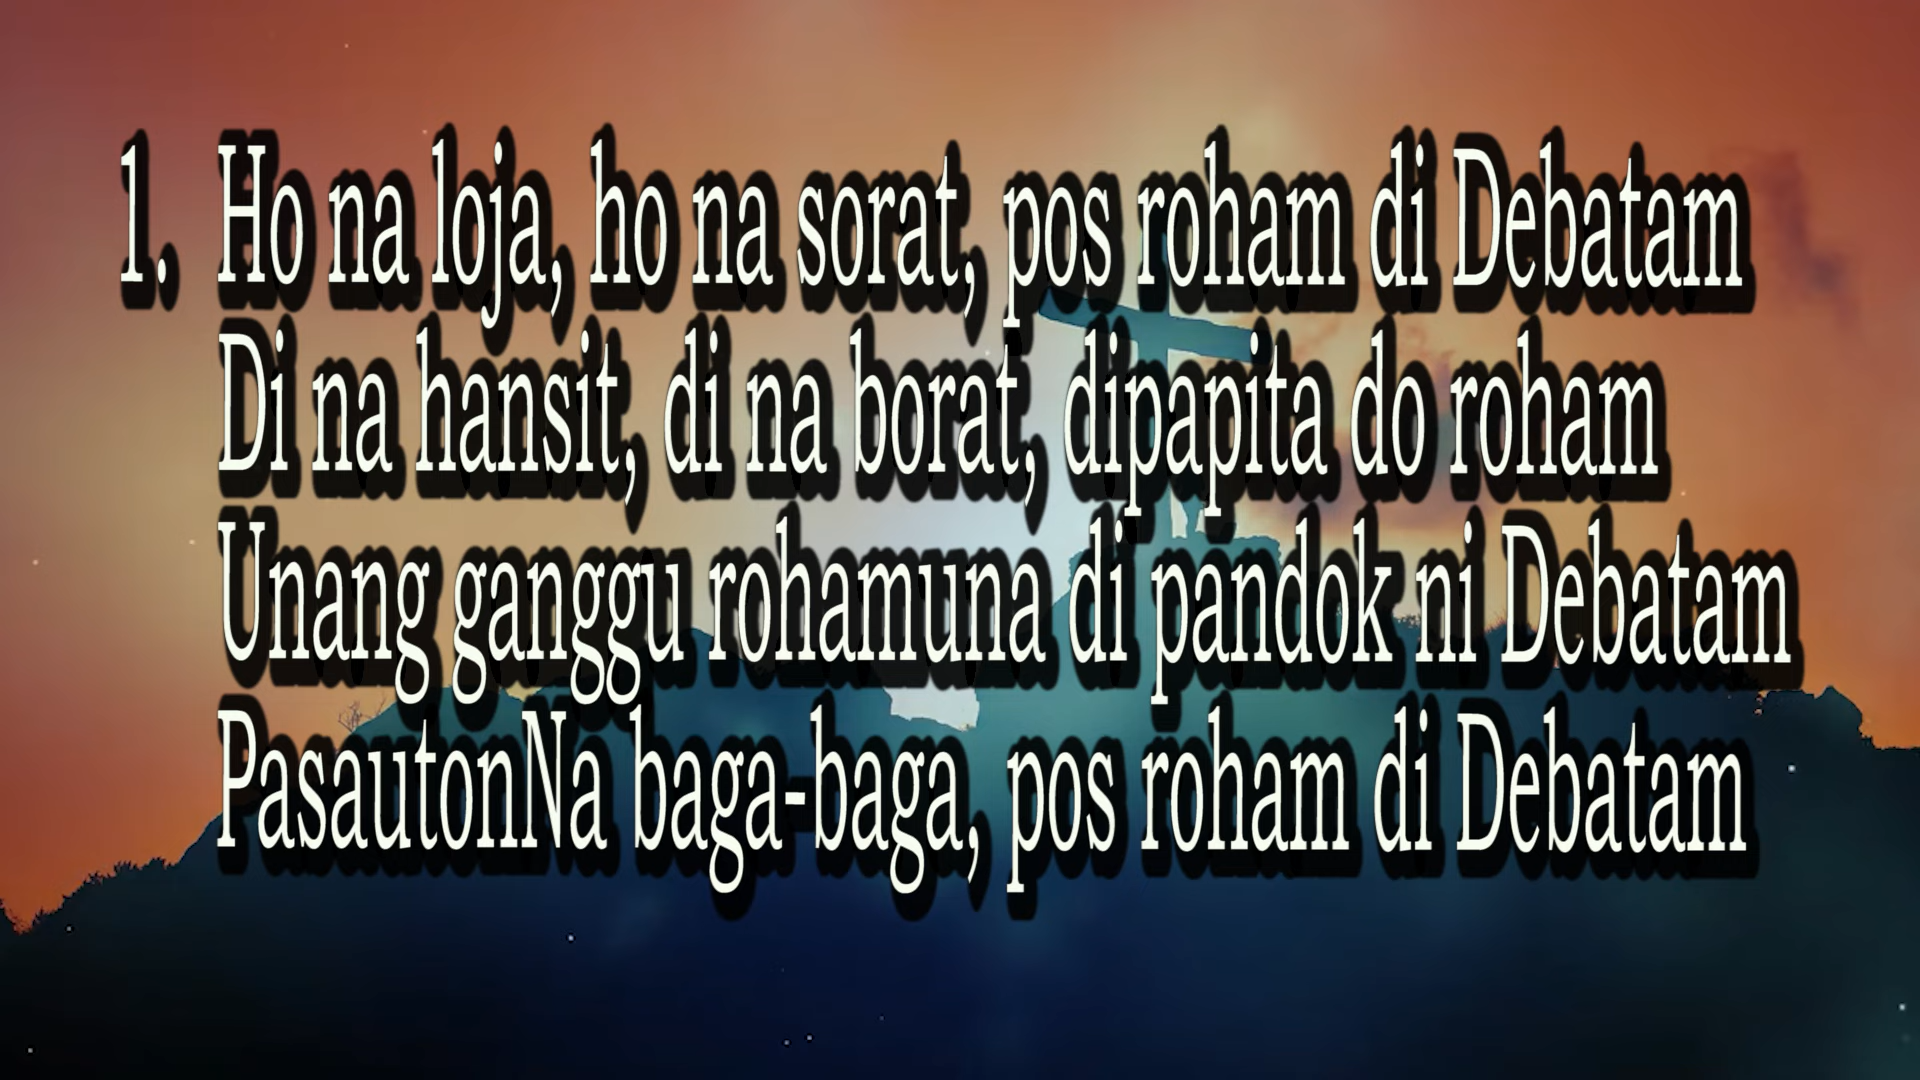 1. Ho na loja, ho na sorat, pos roham di Debatam
Di na hansit, di na borat, dipapita do roham
Unang ganggu rohamuna di pandok ni Debatam
PasautonNa baga-baga, pos roham di Debatam